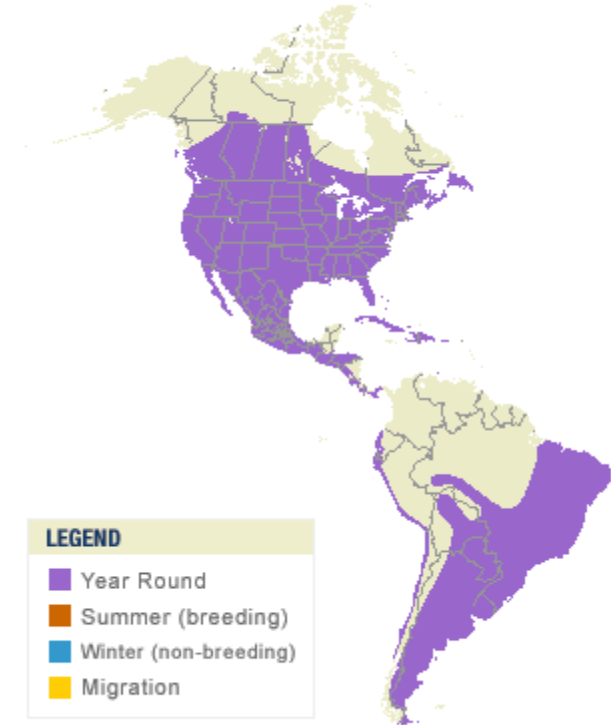 LEGEND
Year Round
Summer (breeding)
Winter (non-breeding)
Migration